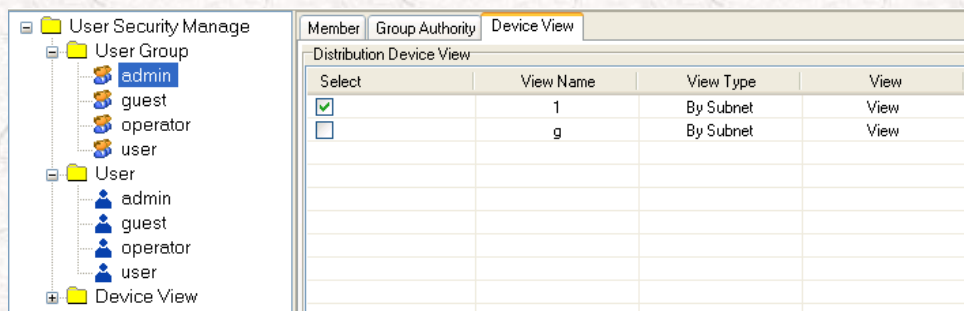 User Security Manage
User Group
admin
guest
operator
user
User
admin
guest
operator
user
Device View
Member Group Authority Device View
Distribution Device View
Select View Name View Type View
1 By Subnet View
g By Subnet View